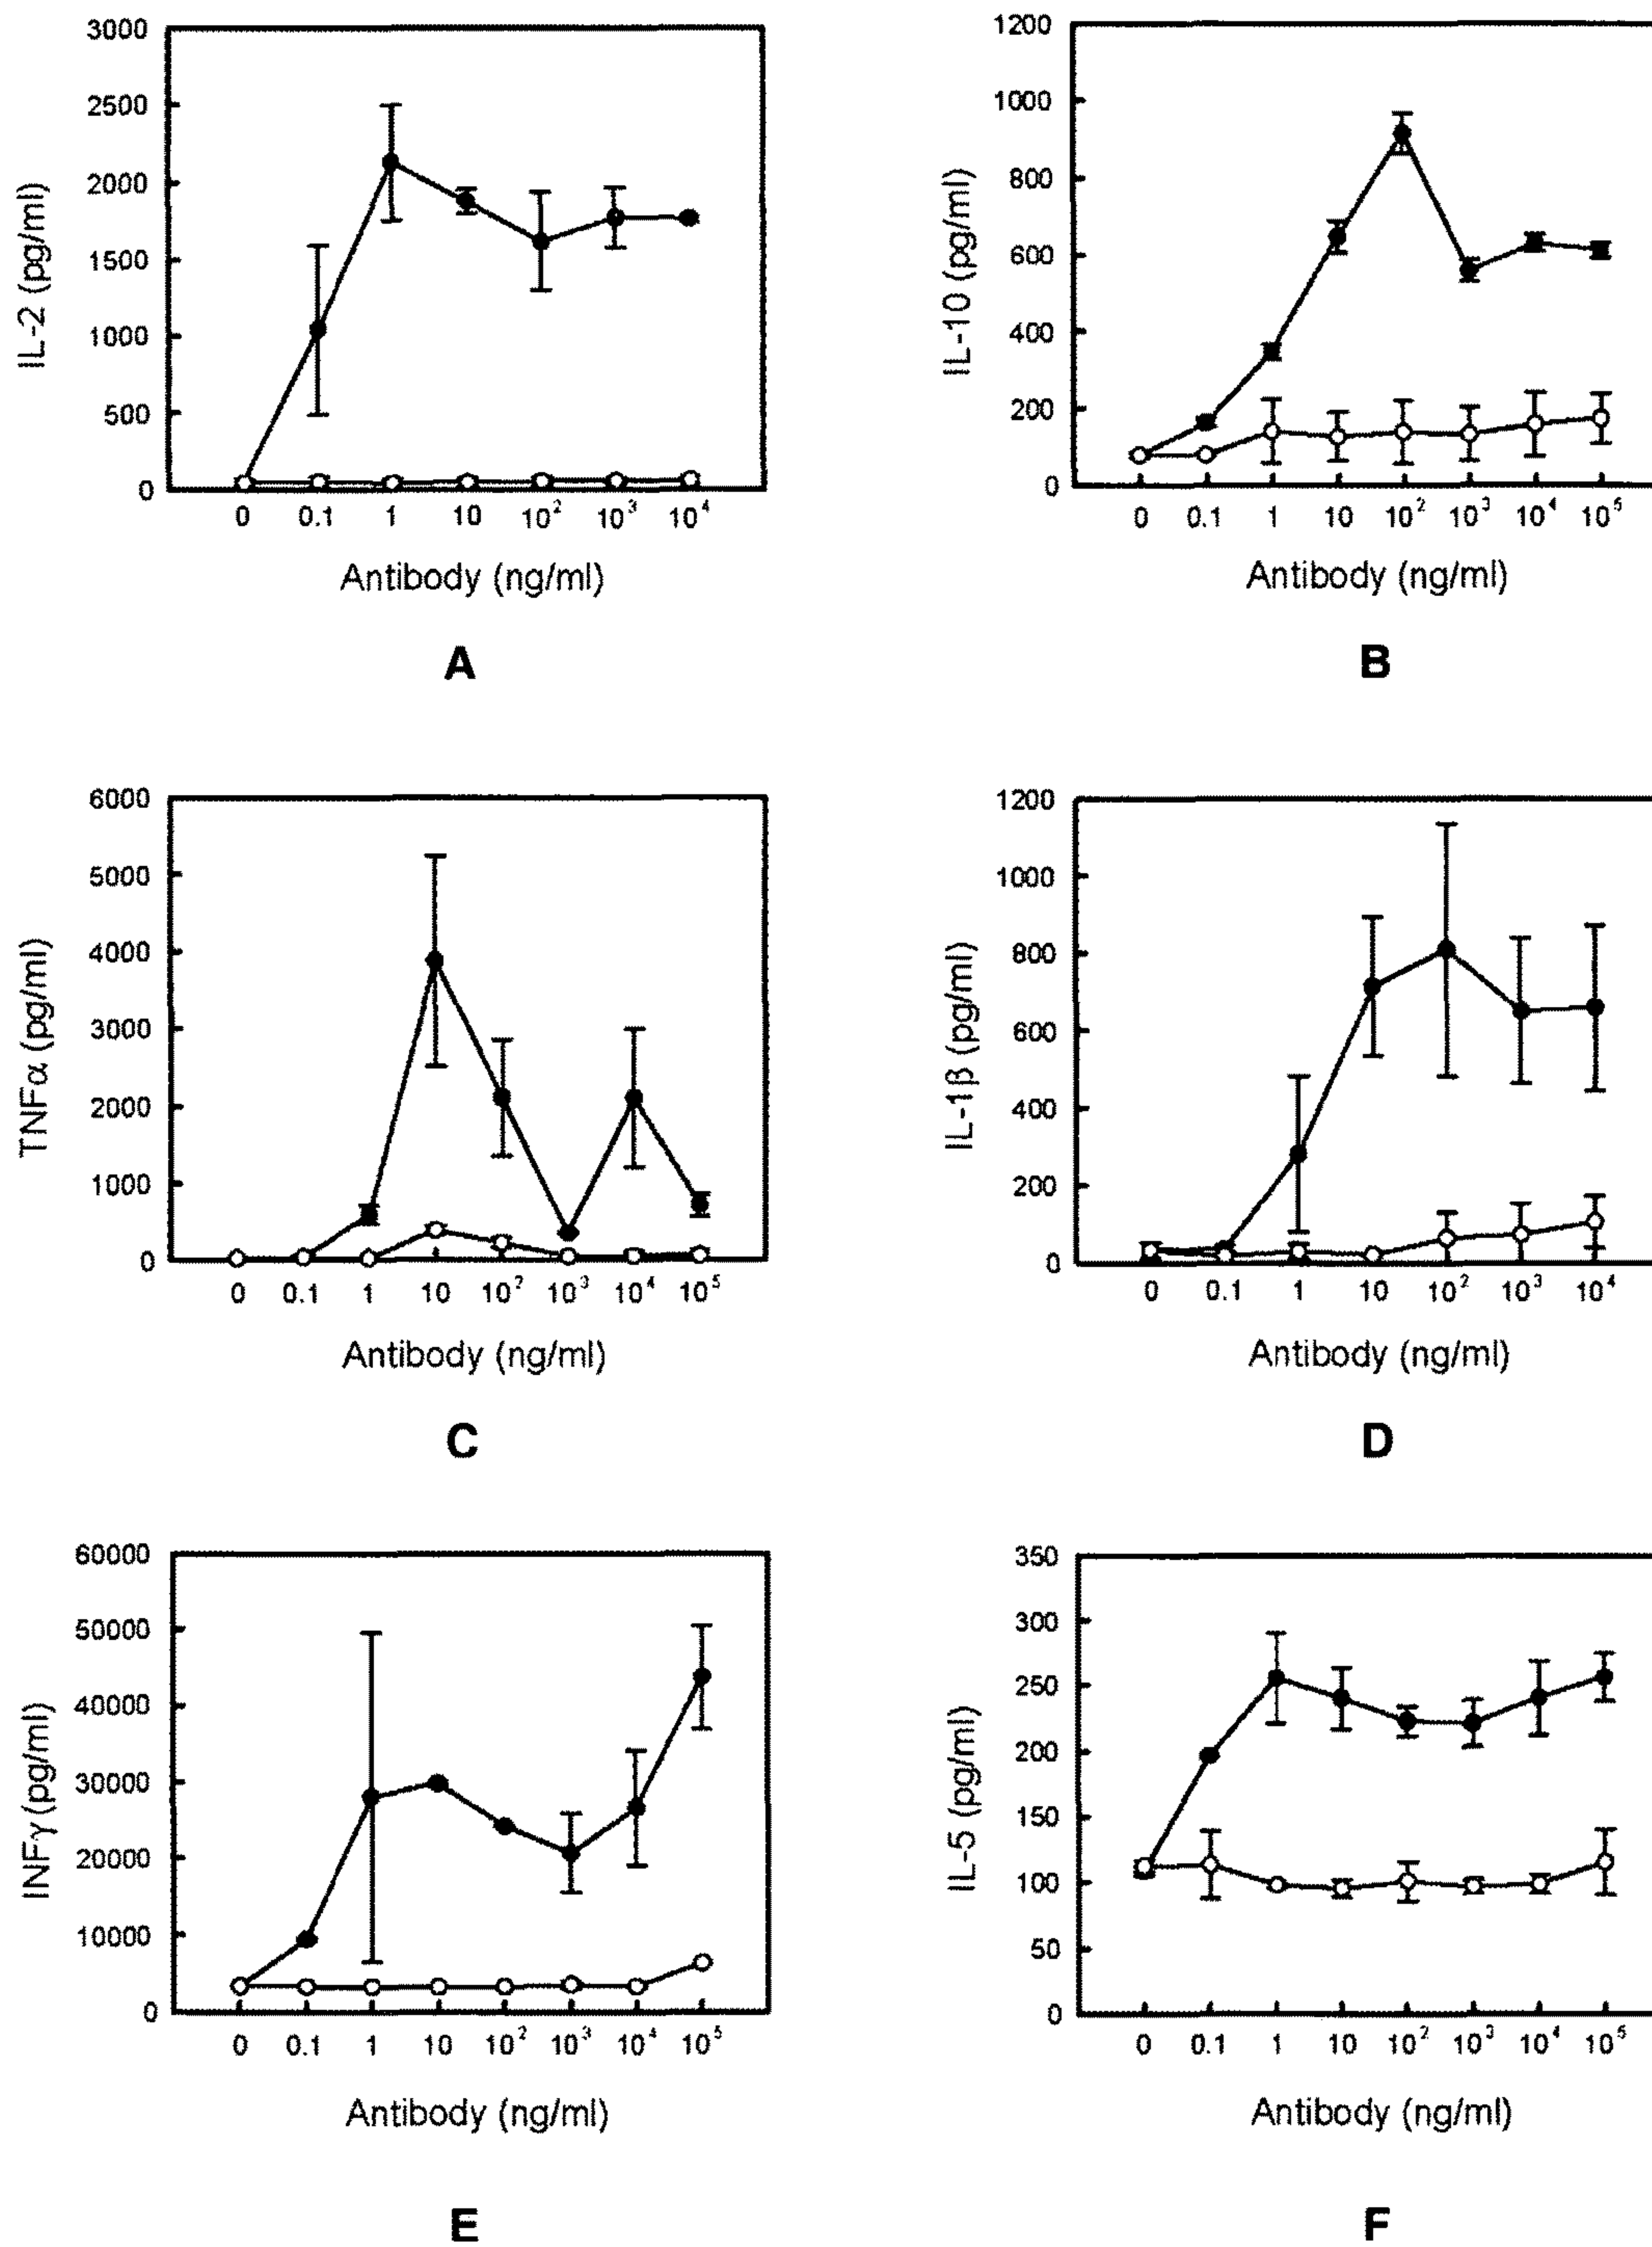 3000
2500
2000
1500
1000
500
0
IL-2 (pg/ml)
0 0.1 1 10 10² 10³ 10⁴
Antibody (ng/ml)
A
1200
1000
800
600
400
200
0
IL-10 (pg/ml)
0 0.1 1 10 10² 10³ 10⁴ 10⁵
Antibody (ng/ml)
B
6000
5000
4000
3000
2000
1000
0
TNFα (pg/ml)
0 0.1 1 10 10² 10³ 10⁴ 10⁵
Antibody (ng/ml)
C
1200
1000
800
600
400
200
0
IL-1β (pg/ml)
0 0.1 1 10 10² 10³ 10⁴
Antibody (ng/ml)
D
60000
50000
40000
30000
20000
10000
0
INFγ (pg/ml)
0 0.1 1 10 10² 10³ 10⁴ 10⁵
Antibody (ng/ml)
E
350
300
250
200
150
100
50
0
IL-5 (pg/ml)
0 0.1 1 10 10² 10³ 10⁴ 10⁵
Antibody (ng/ml)
F